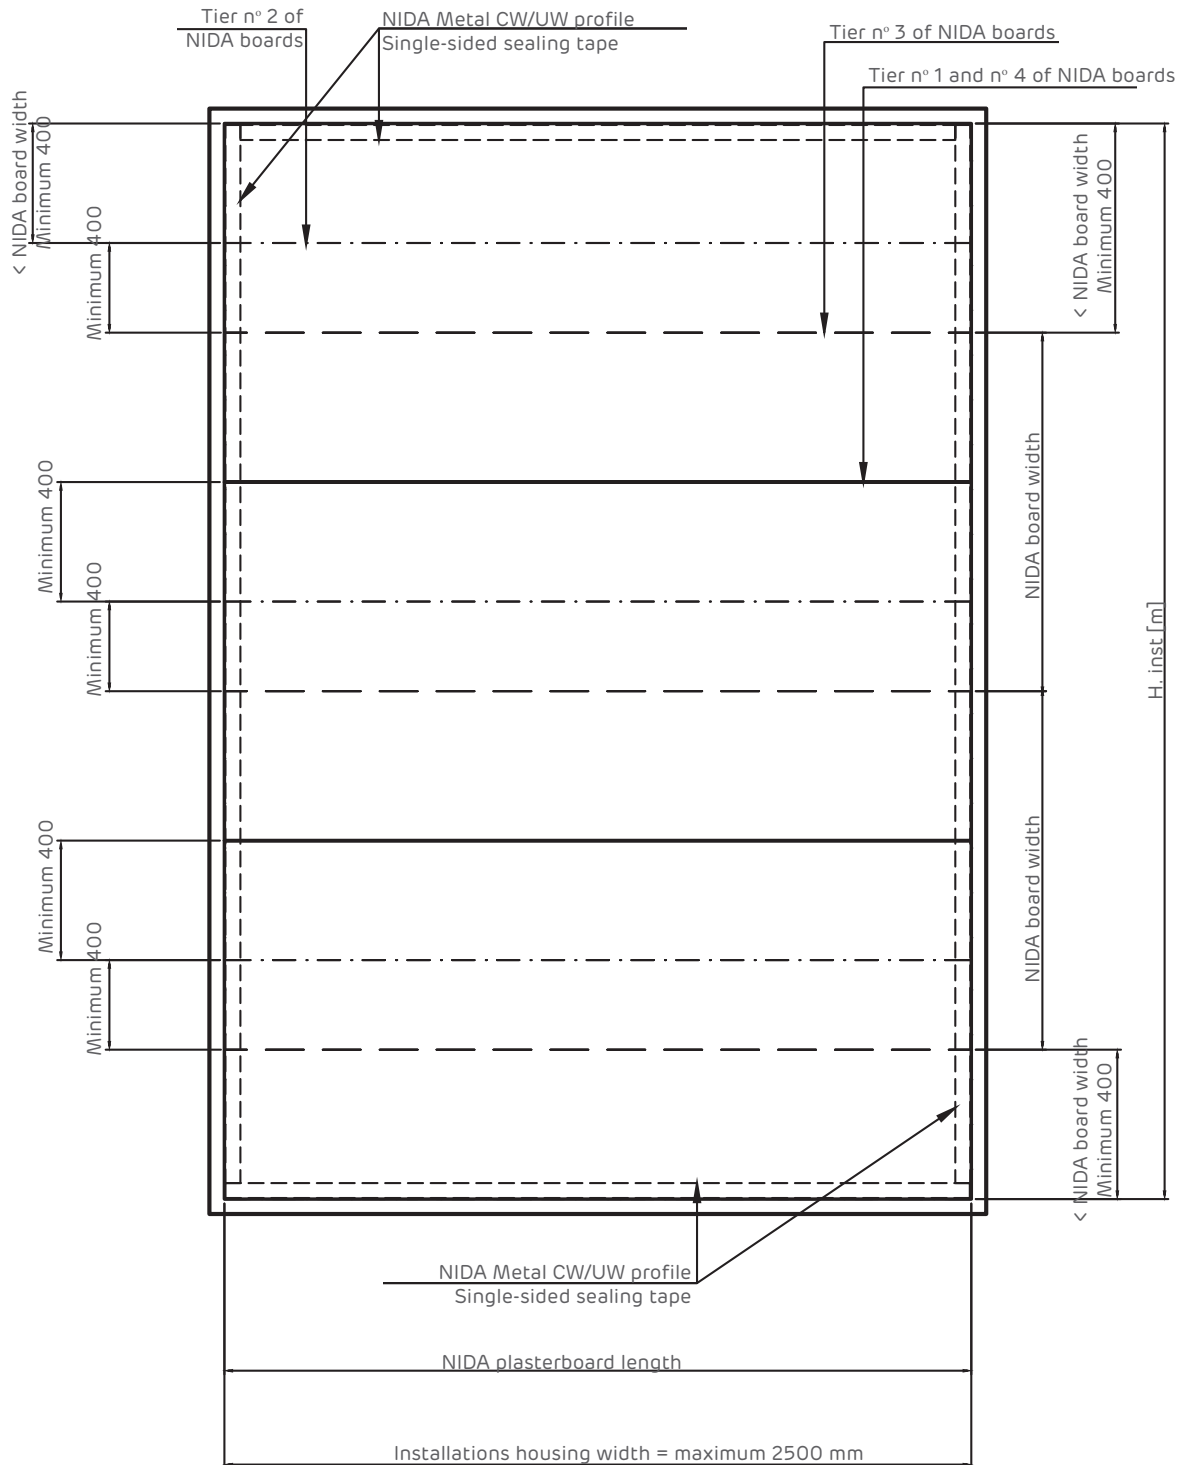 Tier nº 2 of
NIDA boards
NIDA Metal CW/UW profile
Single-sided sealing tape
Tier nº 3 of NIDA boards
Tier nº 1 and nº 4 of NIDA boards
< NIDA board width
Minimum 400
Minimum 400
< NIDA board width
Minimum 400
Minimum 400
Minimum 400
NIDA board width
H. inst [m]
Minimum 400
Minimum 400
NIDA board width
< NIDA board width
Minimum 400
NIDA Metal CW/UW profile
Single-sided sealing tape
NIDA plasterboard length
Installations housing width = maximum 2500 mm